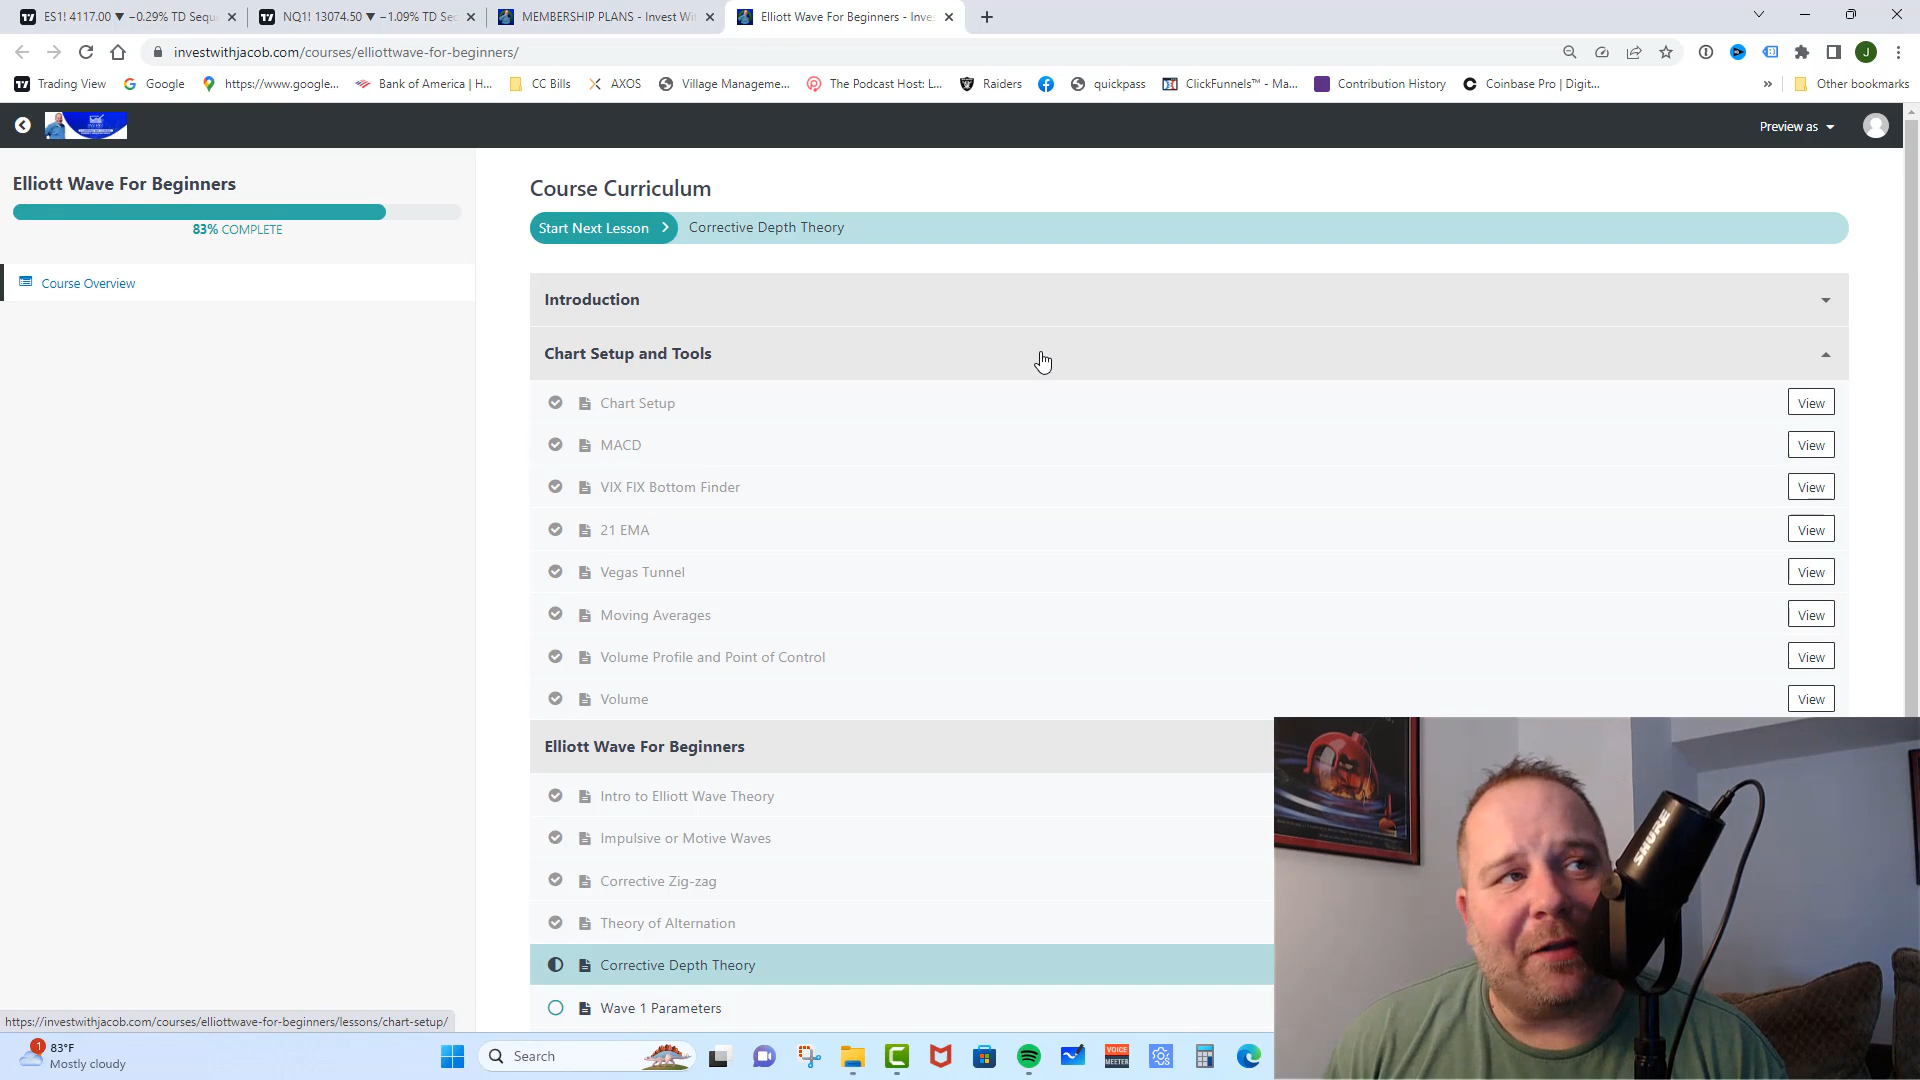 ES1! 4117.00 ▼ −0.29% TD Sequ
NQ1! 13074.50 ▼ −1.09% TD Sec
MEMBERSHIP PLANS - Invest Wi
Elliott Wave For Beginners - Inve
investwithjacob.com/courses/elliottwave-for-beginners/
J
Trading View
Google
https://www.google...
Bank of America | H...
CC Bills
AXOS
Village Manageme...
The Podcast Host: L...
Raiders
quickpass
ClickFunnels™ - Ma...
Contribution History
Coinbase Pro | Digit...
»
Other bookmarks
Preview as
Elliott Wave For Beginners
83% COMPLETE
Course Overview
Course Curriculum
Start Next Lesson
Corrective Depth Theory
Introduction
Chart Setup and Tools
Chart Setup
View
MACD
View
VIX FIX Bottom Finder
View
21 EMA
View
Vegas Tunnel
View
Moving Averages
View
Volume Profile and Point of Control
View
Volume
View
Elliott Wave For Beginners
Intro to Elliott Wave Theory
Impulsive or Motive Waves
Corrective Zig-zag
Theory of Alternation
Corrective Depth Theory
Wave 1 Parameters
SHURE
https://investwithjacob.com/courses/elliottwave-for-beginners/lessons/chart-setup/
1
83°F
Mostly cloudy
Search
VOICE
MEETER